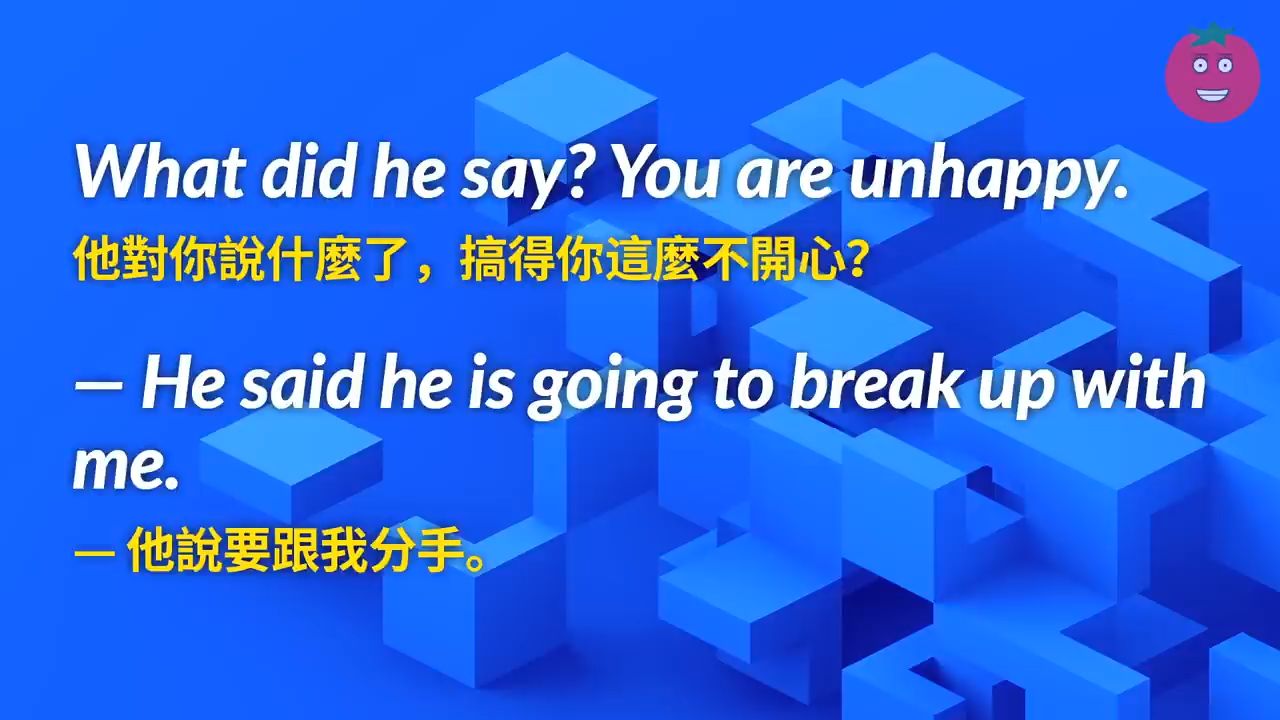 What did he say? You are unhappy.
他對你說什麼了，搞得你這麼不開心？
— He said he is going to break up with
me.
— 他說要跟我分手。